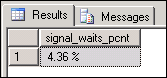 Results Messages
signal_waits_pcnt
1 4.36 %